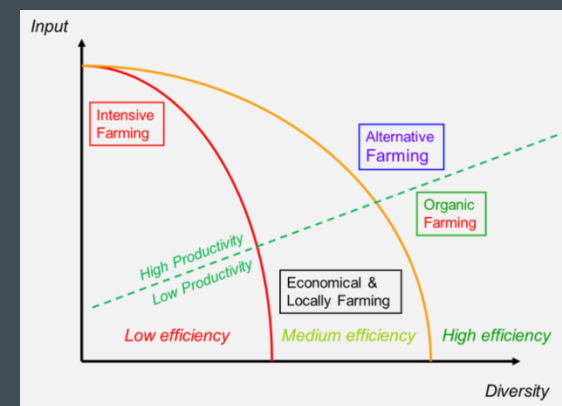 Input
Intensive
Farming
Alternative
Farming
Organic
Farming
High Productivity
Low Productivity
Economical &
Locally Farming
Low efficiency
Medium efficiency
High efficiency
Diversity